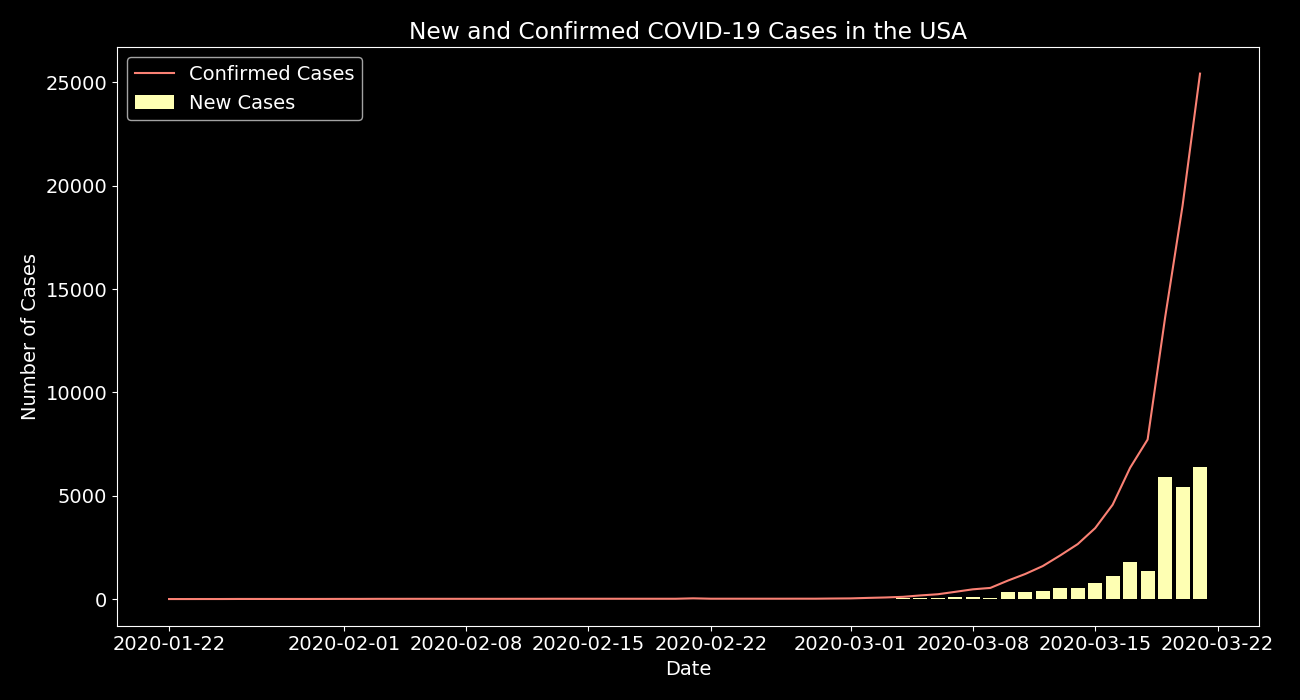 New and Confirmed COVID-19 Cases in the USA
Confirmed Cases
New Cases
25000
20000
15000
10000
5000
0
Number of Cases
2020-01-22 2020-02-01 2020-02-08 2020-02-15 2020-02-22 2020-03-01 2020-03-08 2020-03-15 2020-03-22
Date